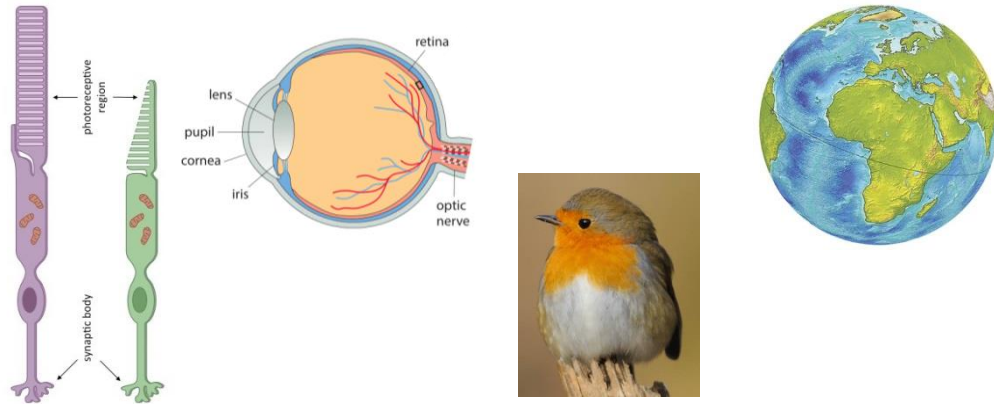 photoreceptive
region
synaptic body
retina
lens
pupil
cornea
iris
optic
nerve